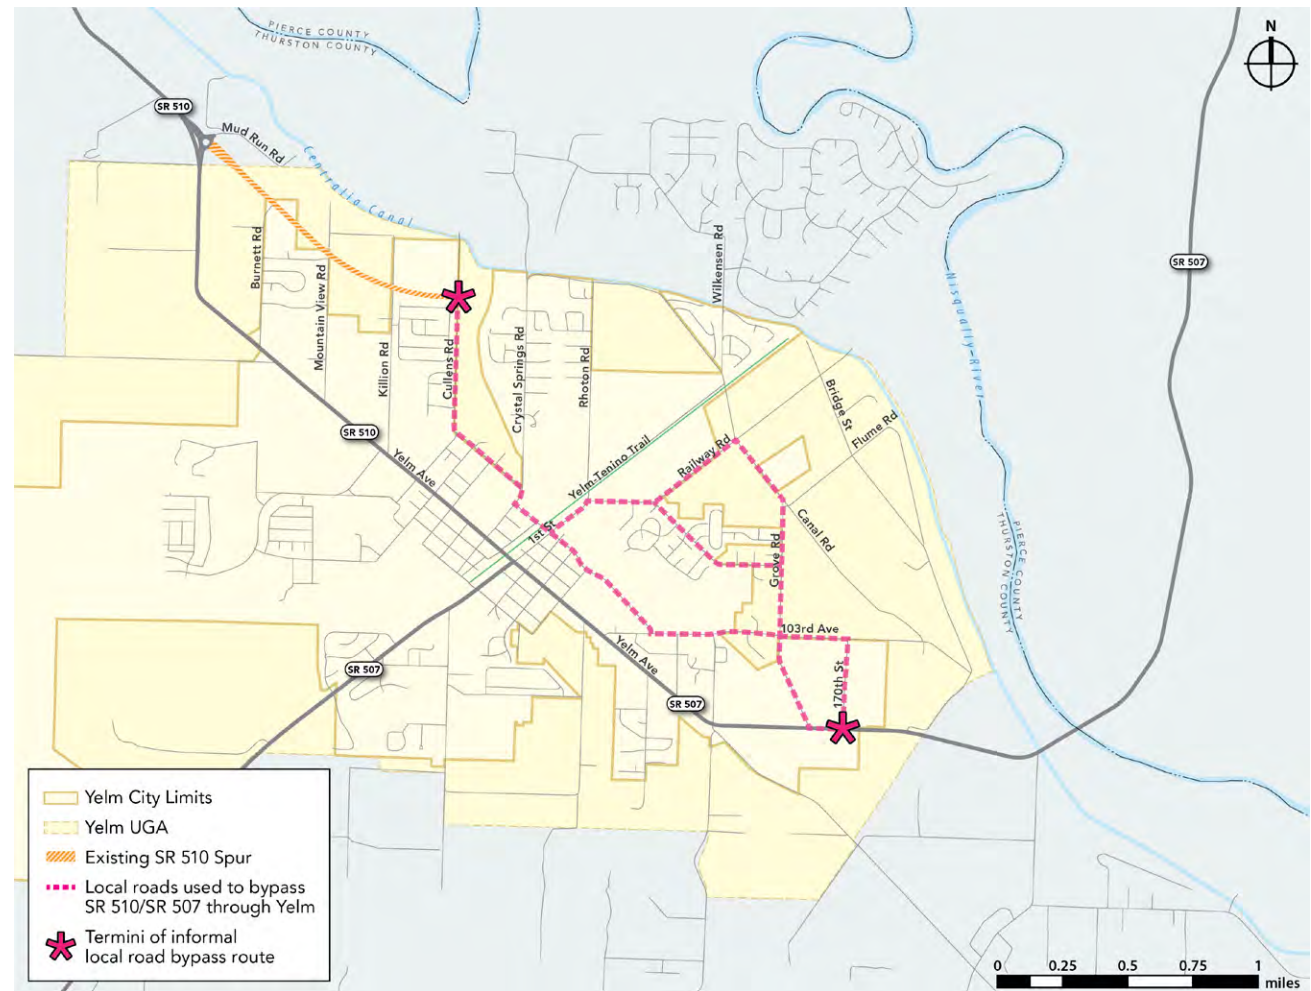 PIERCE COUNTY
THURSTON COUNTY
N
SR 510
Mud Run Rd
Centralia Canal
Burnett Rd
Mountain View Rd
Killion Rd
Cullens Rd
Crystal Springs Rd
Rhoton Rd
Wilkensen Rd
SR 507
Nisqually River
Bridge St
Flume Rd
SR 510
Yelm Ave
Yelm-Tenino Trail
Railway Rd
1st St
Canal Rd
Grove Rd
PIERCE COUNTY
THURSTON COUNTY
103rd Ave
Yelm Ave
170th St
SR 507
SR 507
Yelm City Limits
Yelm UGA
Existing SR 510 Spur
Local roads used to bypass
SR 510/SR 507 through Yelm
Termini of informal
local road bypass route
0 0.25 0.5 0.75 1
miles